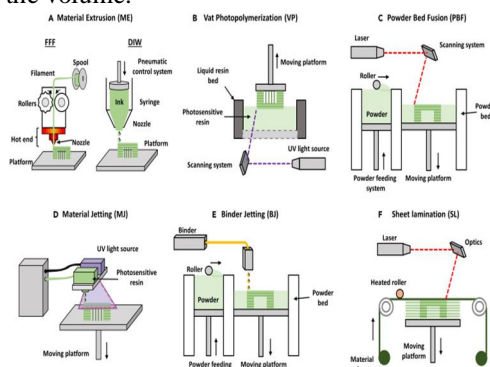 the volume.
A Material Extrusion (ME)
FFF
DIW
Filament
Spool
Rollers
Hot end
Nozzle
Platform
Pneumatic
control system
Ink
Syringe
Nozzle
Platform
B Vat Photopolymerization (VP)
Moving platform
Liquid resin
bed
Photosensitive
resin
UV light source
Scanning system
C Powder Bed Fusion (PBF)
Laser
Scanning system
Roller
Powder
bed
Powder feeding
system
Moving platform
D Material Jetting (MJ)
UV light source
Photosensitive
resin
Moving platform
E Binder Jetting (BJ)
Binder
Roller
Powder
Powder
bed
Powder feeding
Moving platform
F Sheet lamination (SL)
Laser
Optics
Heated roller
Material
Moving
platform